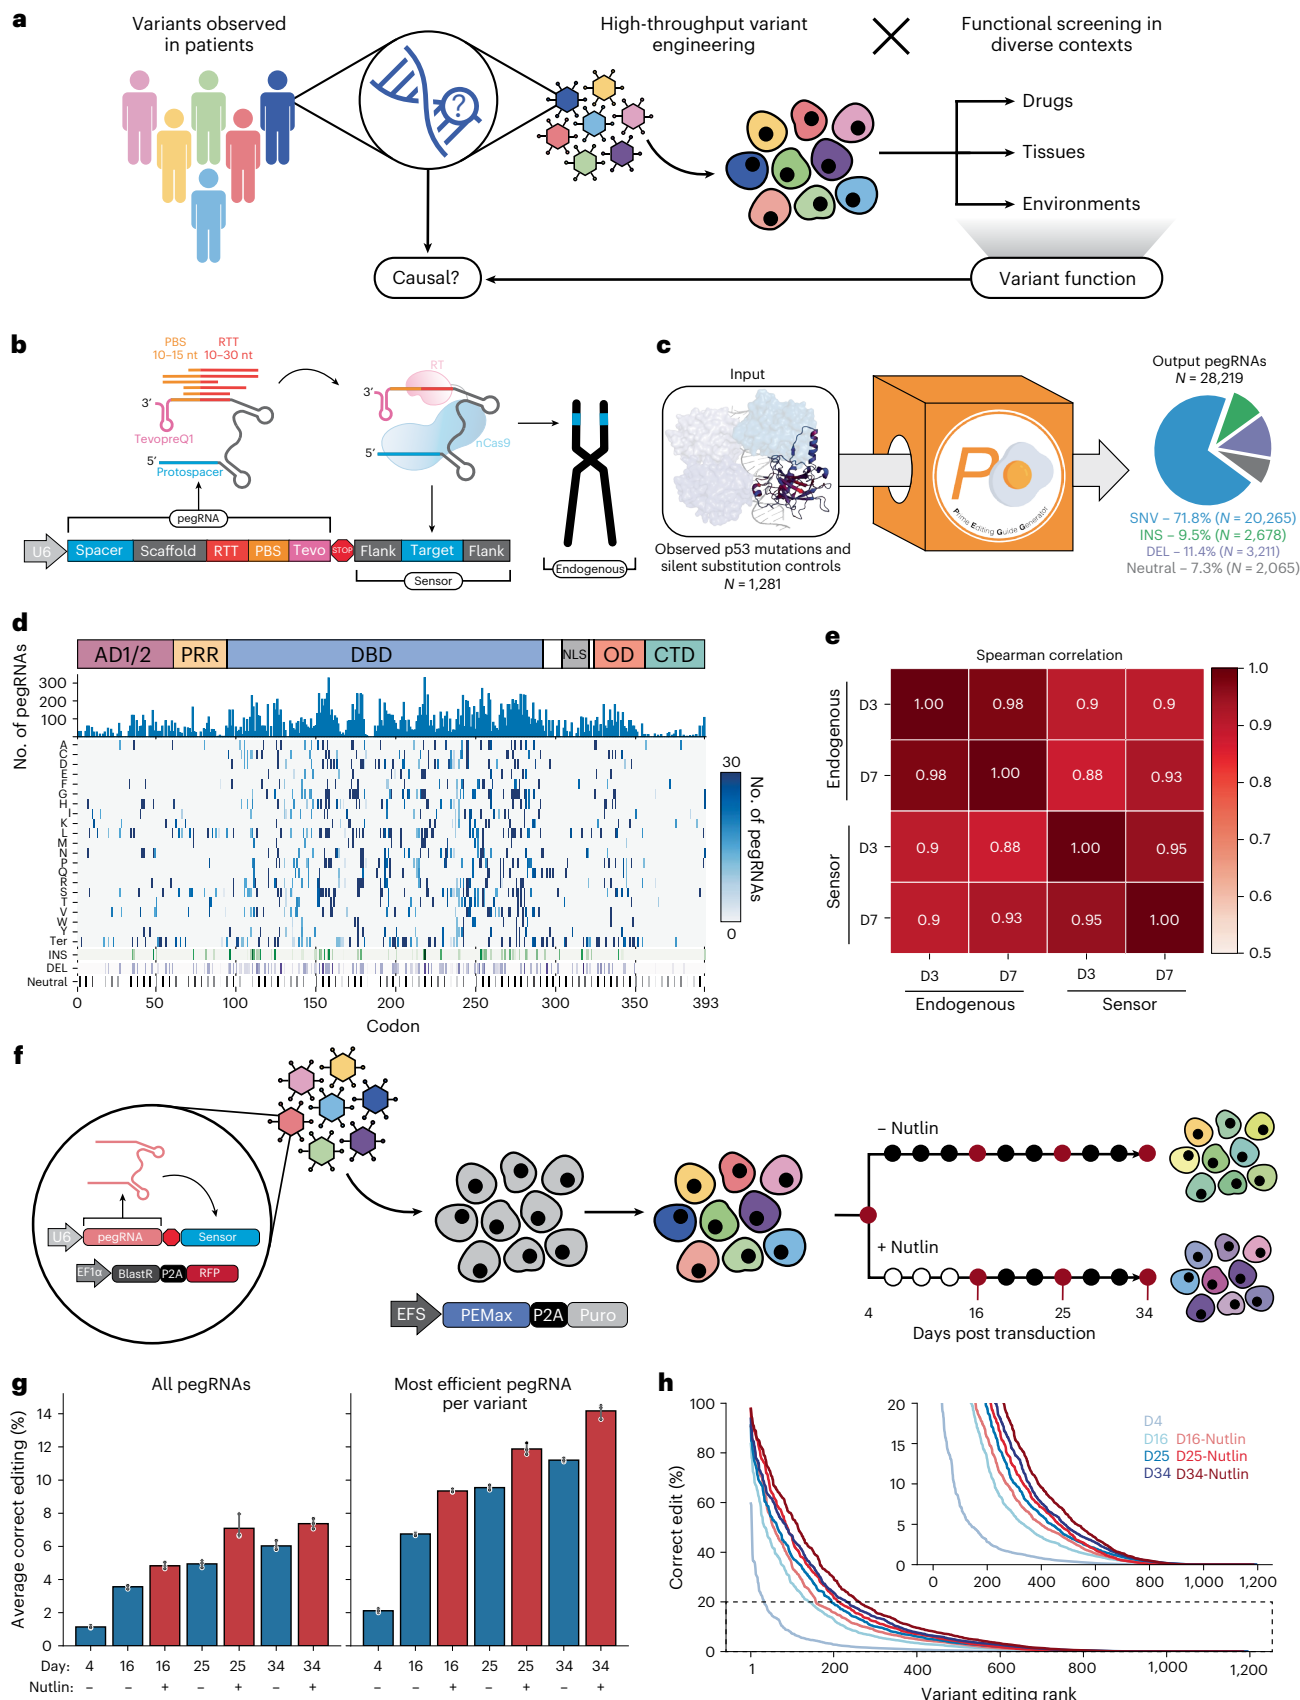 a
Variants observed
in patients
High-throughput variant
engineering
Functional screening in
diverse contexts
?
Drugs
Tissues
Environments
Causal?
Variant function
b
PBS
10–15 nt
RTT
10–30 nt
3′
TevopreQ1
5′
Protospacer
RT
3′
nCas9
5′
pegRNA
U6
Spacer
Scaffold
RTT
PBS
Tevo
STOP
Flank
Target
Flank
Sensor
Endogenous
c
Input
Observed p53 mutations and
silent substitution controls
N = 1,281
P
Prime Editing Guide Generator
Output pegRNAs
N = 28,219
SNV – 71.8% (N = 20,265)
INS – 9.5% (N = 2,678)
DEL – 11.4% (N = 3,211)
Neutral – 7.3% (N = 2,065)
d
AD1/2 PRR DBD NLS OD CTD
No. of pegRNAs
300
200
100
A
C
D
E
F
G
H
I
K
L
M
N
P
Q
R
S
T
V
W
Y
Ter
INS
DEL
Neutral
0 50 100 150 200 250 300 350 393
Codon
30
No. of pegRNAs
0
e
Spearman correlation
Endogenous
Sensor
D3 1.00 0.98 0.9 0.9
D7 0.98 1.00 0.88 0.93
D3 0.9 0.88 1.00 0.95
D7 0.9 0.93 0.95 1.00
D3 D7 D3 D7
Endogenous Sensor
1.0
0.9
0.8
0.7
0.6
0.5
f
U6 pegRNA Sensor
EF1α BlastR P2A RFP
EFS PEMax P2A Puro
– Nutlin
+ Nutlin
4 16 25 34
Days post transduction
g
All pegRNAs
Most efficient pegRNA
per variant
Average correct editing (%)
14
12
10
8
6
4
2
0
Day: 4 16 16 25 25 34 34
4 16 16 25 25 34 34
Nutlin: – – + – + – +
– – + – + – +
h
Correct edit (%)
100
80
60
40
20
0
1 200 400 600 800 1,000 1,200
Variant editing rank
20
15
10
5
0
0 200 400 600 800 1,000 1,200
D4
D16 D16-Nutlin
D25 D25-Nutlin
D34 D34-Nutlin